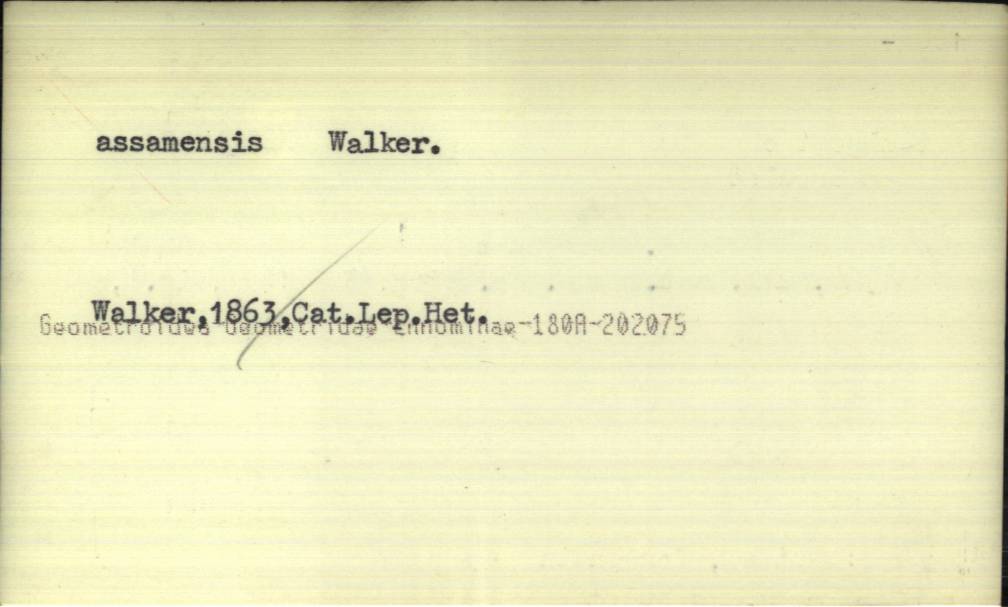 assamensis Walker.
Walker,1863,Cat.Lep.Het.
Geometroidea Geometridae Ennominae-180A-202075